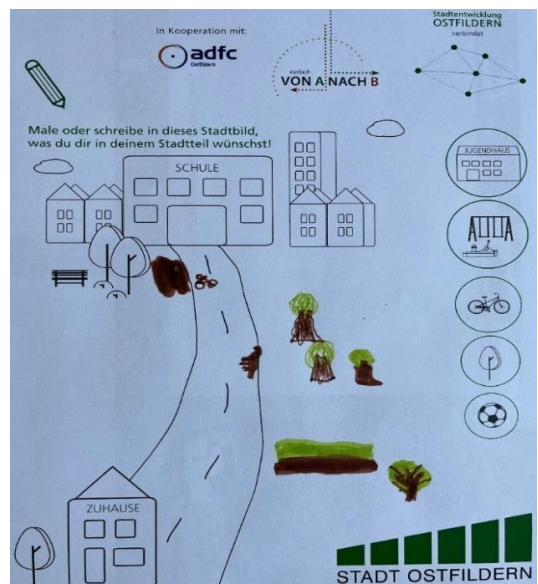 In Kooperation mit:
adfc
Ostfildern
einfach
VON A NACH B
Stadtentwicklung
OSTFILDERN
verbindet
Male oder schreibe in dieses Stadtbild,
was du dir in deinem Stadtteil wünschst!
SCHULE
JUGENDHAUS
ZUHAUSE
STADT OSTFILDERN